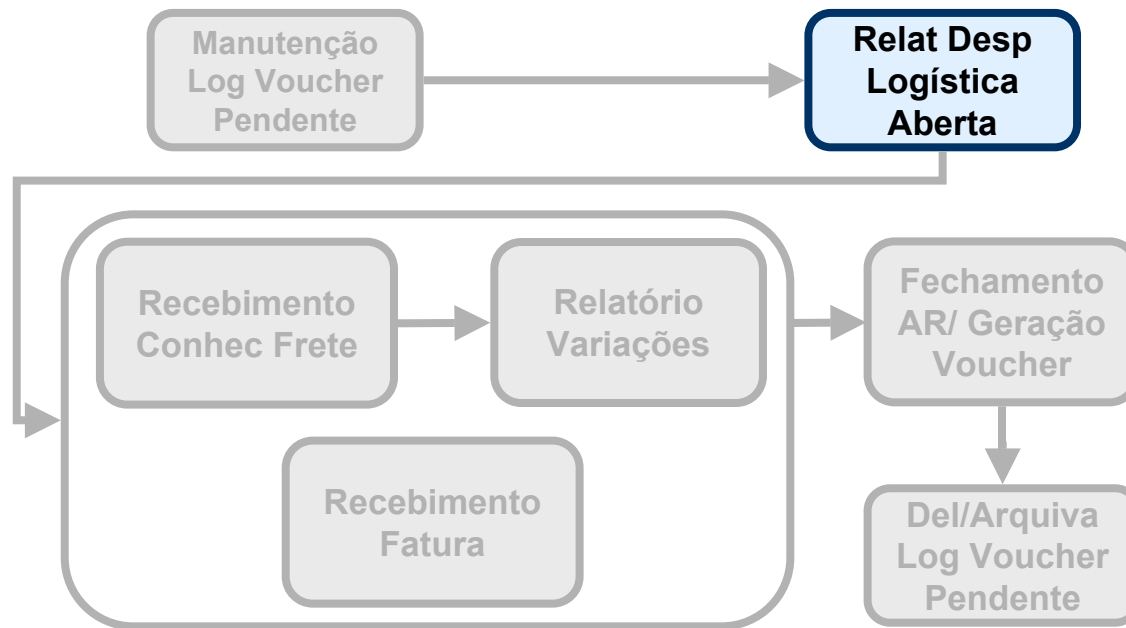 Manutenção
Log Voucher
Pendente
Relat Desp
Logística
Aberta
Recebimento
Conhec Frete
Relatório
Variações
Fechamento
AR/ Geração
Voucher
Recebimento
Fatura
Del/Arquiva
Log Voucher
Pendente